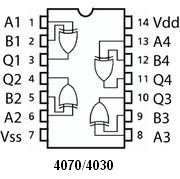 A1 1 14 Vdd
B1 2 13 A4
Q1 3 12 B4
Q2 4 11 Q4
B2 5 10 Q3
A2 6 9 B3
Vss 7 8 A3
4070/4030